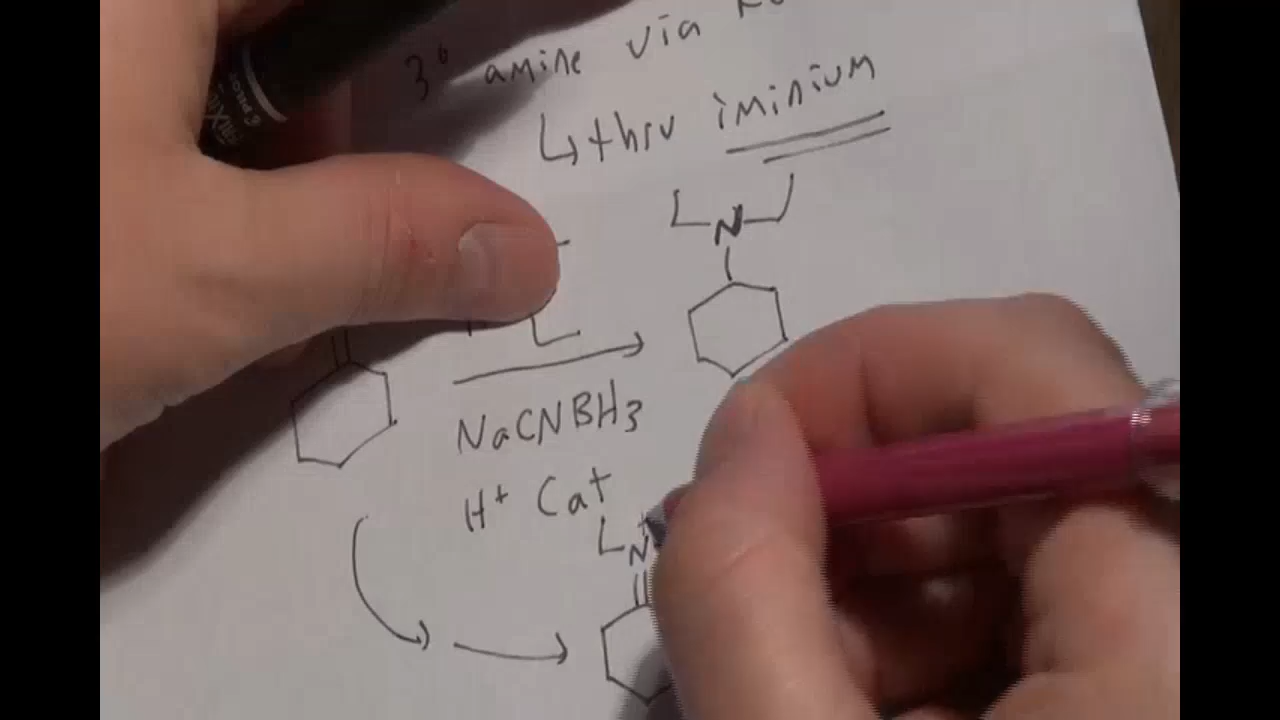 3° amine via
↳ thru iminium
N
NaCNBH3
H+ Cat
N